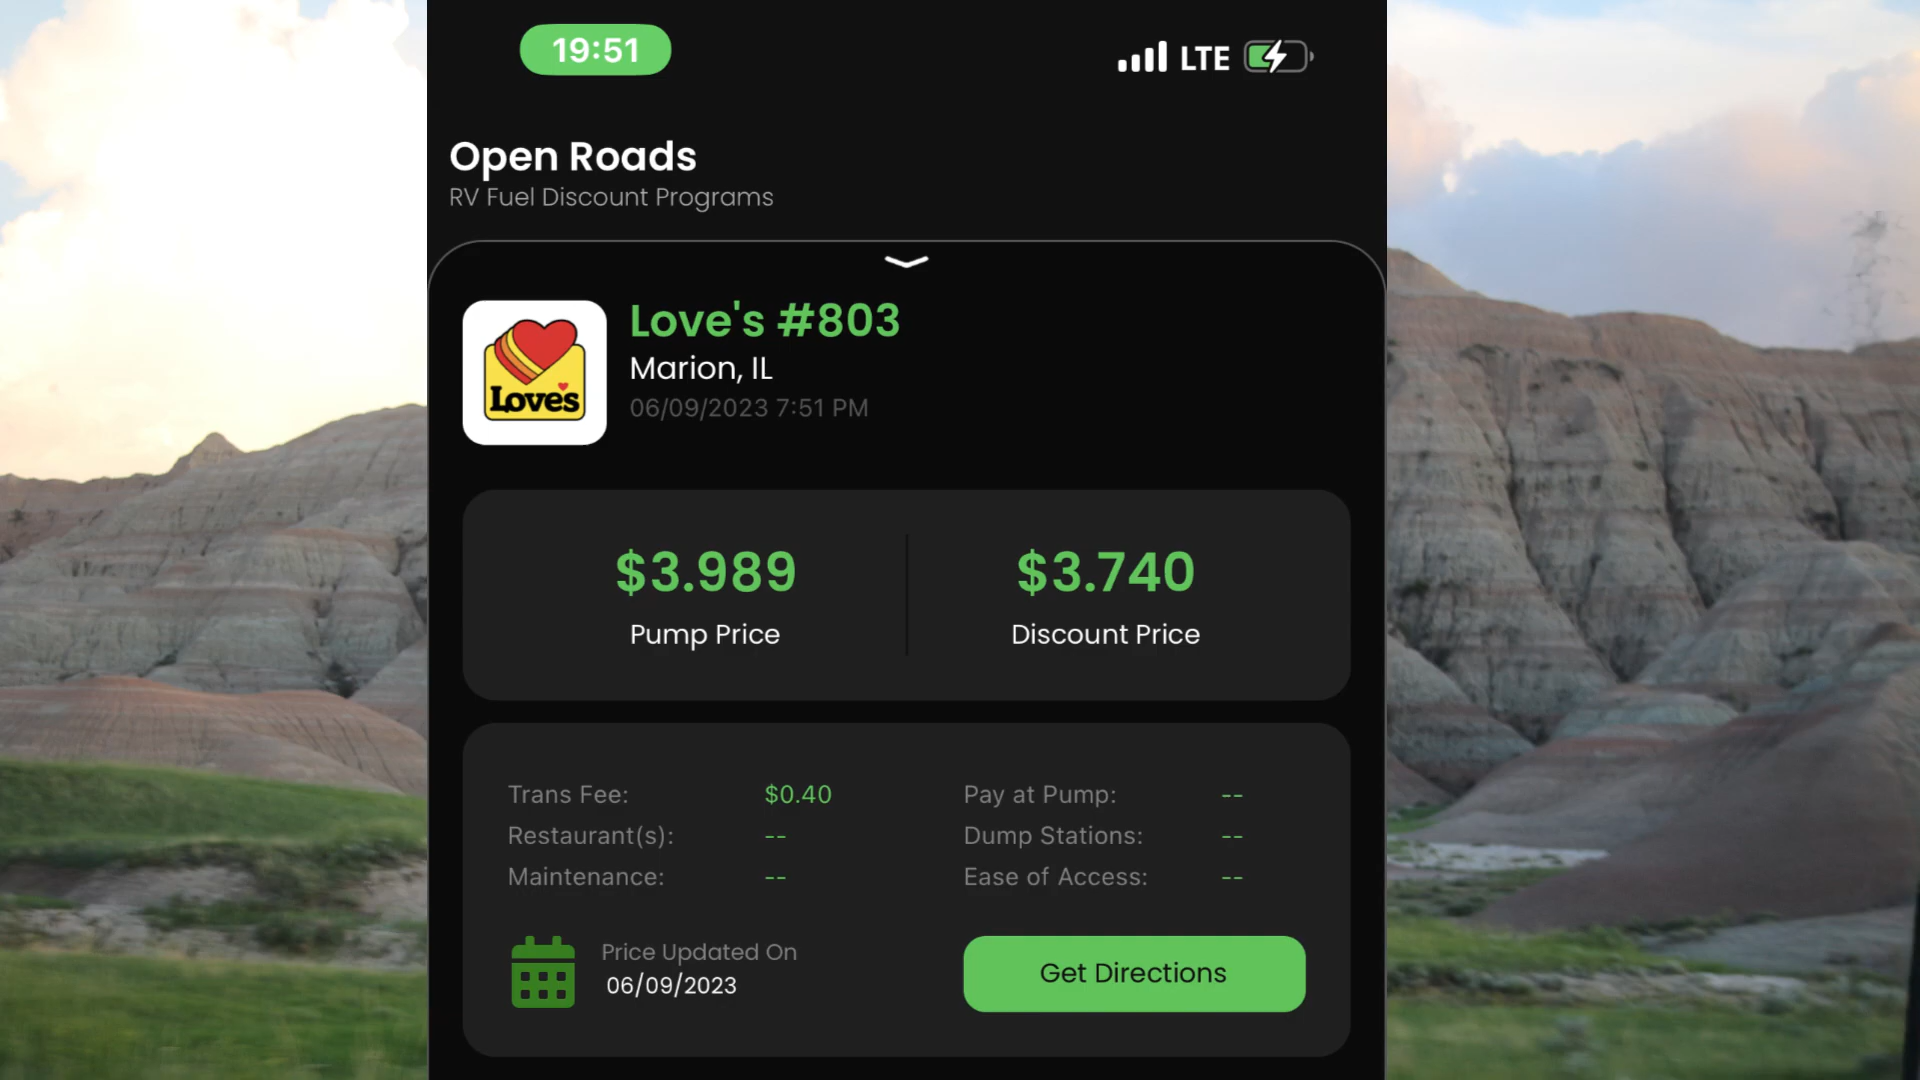 19:51
LTE
Open Roads
RV Fuel Discount Programs
Love's
Love's #803
Marion, IL
06/09/2023 7:51 PM
$3.989
Pump Price
$3.740
Discount Price
Trans Fee: $0.40
Restaurant(s): --
Maintenance: --
Pay at Pump: --
Dump Stations: --
Ease of Access: --
Price Updated On
06/09/2023
Get Directions